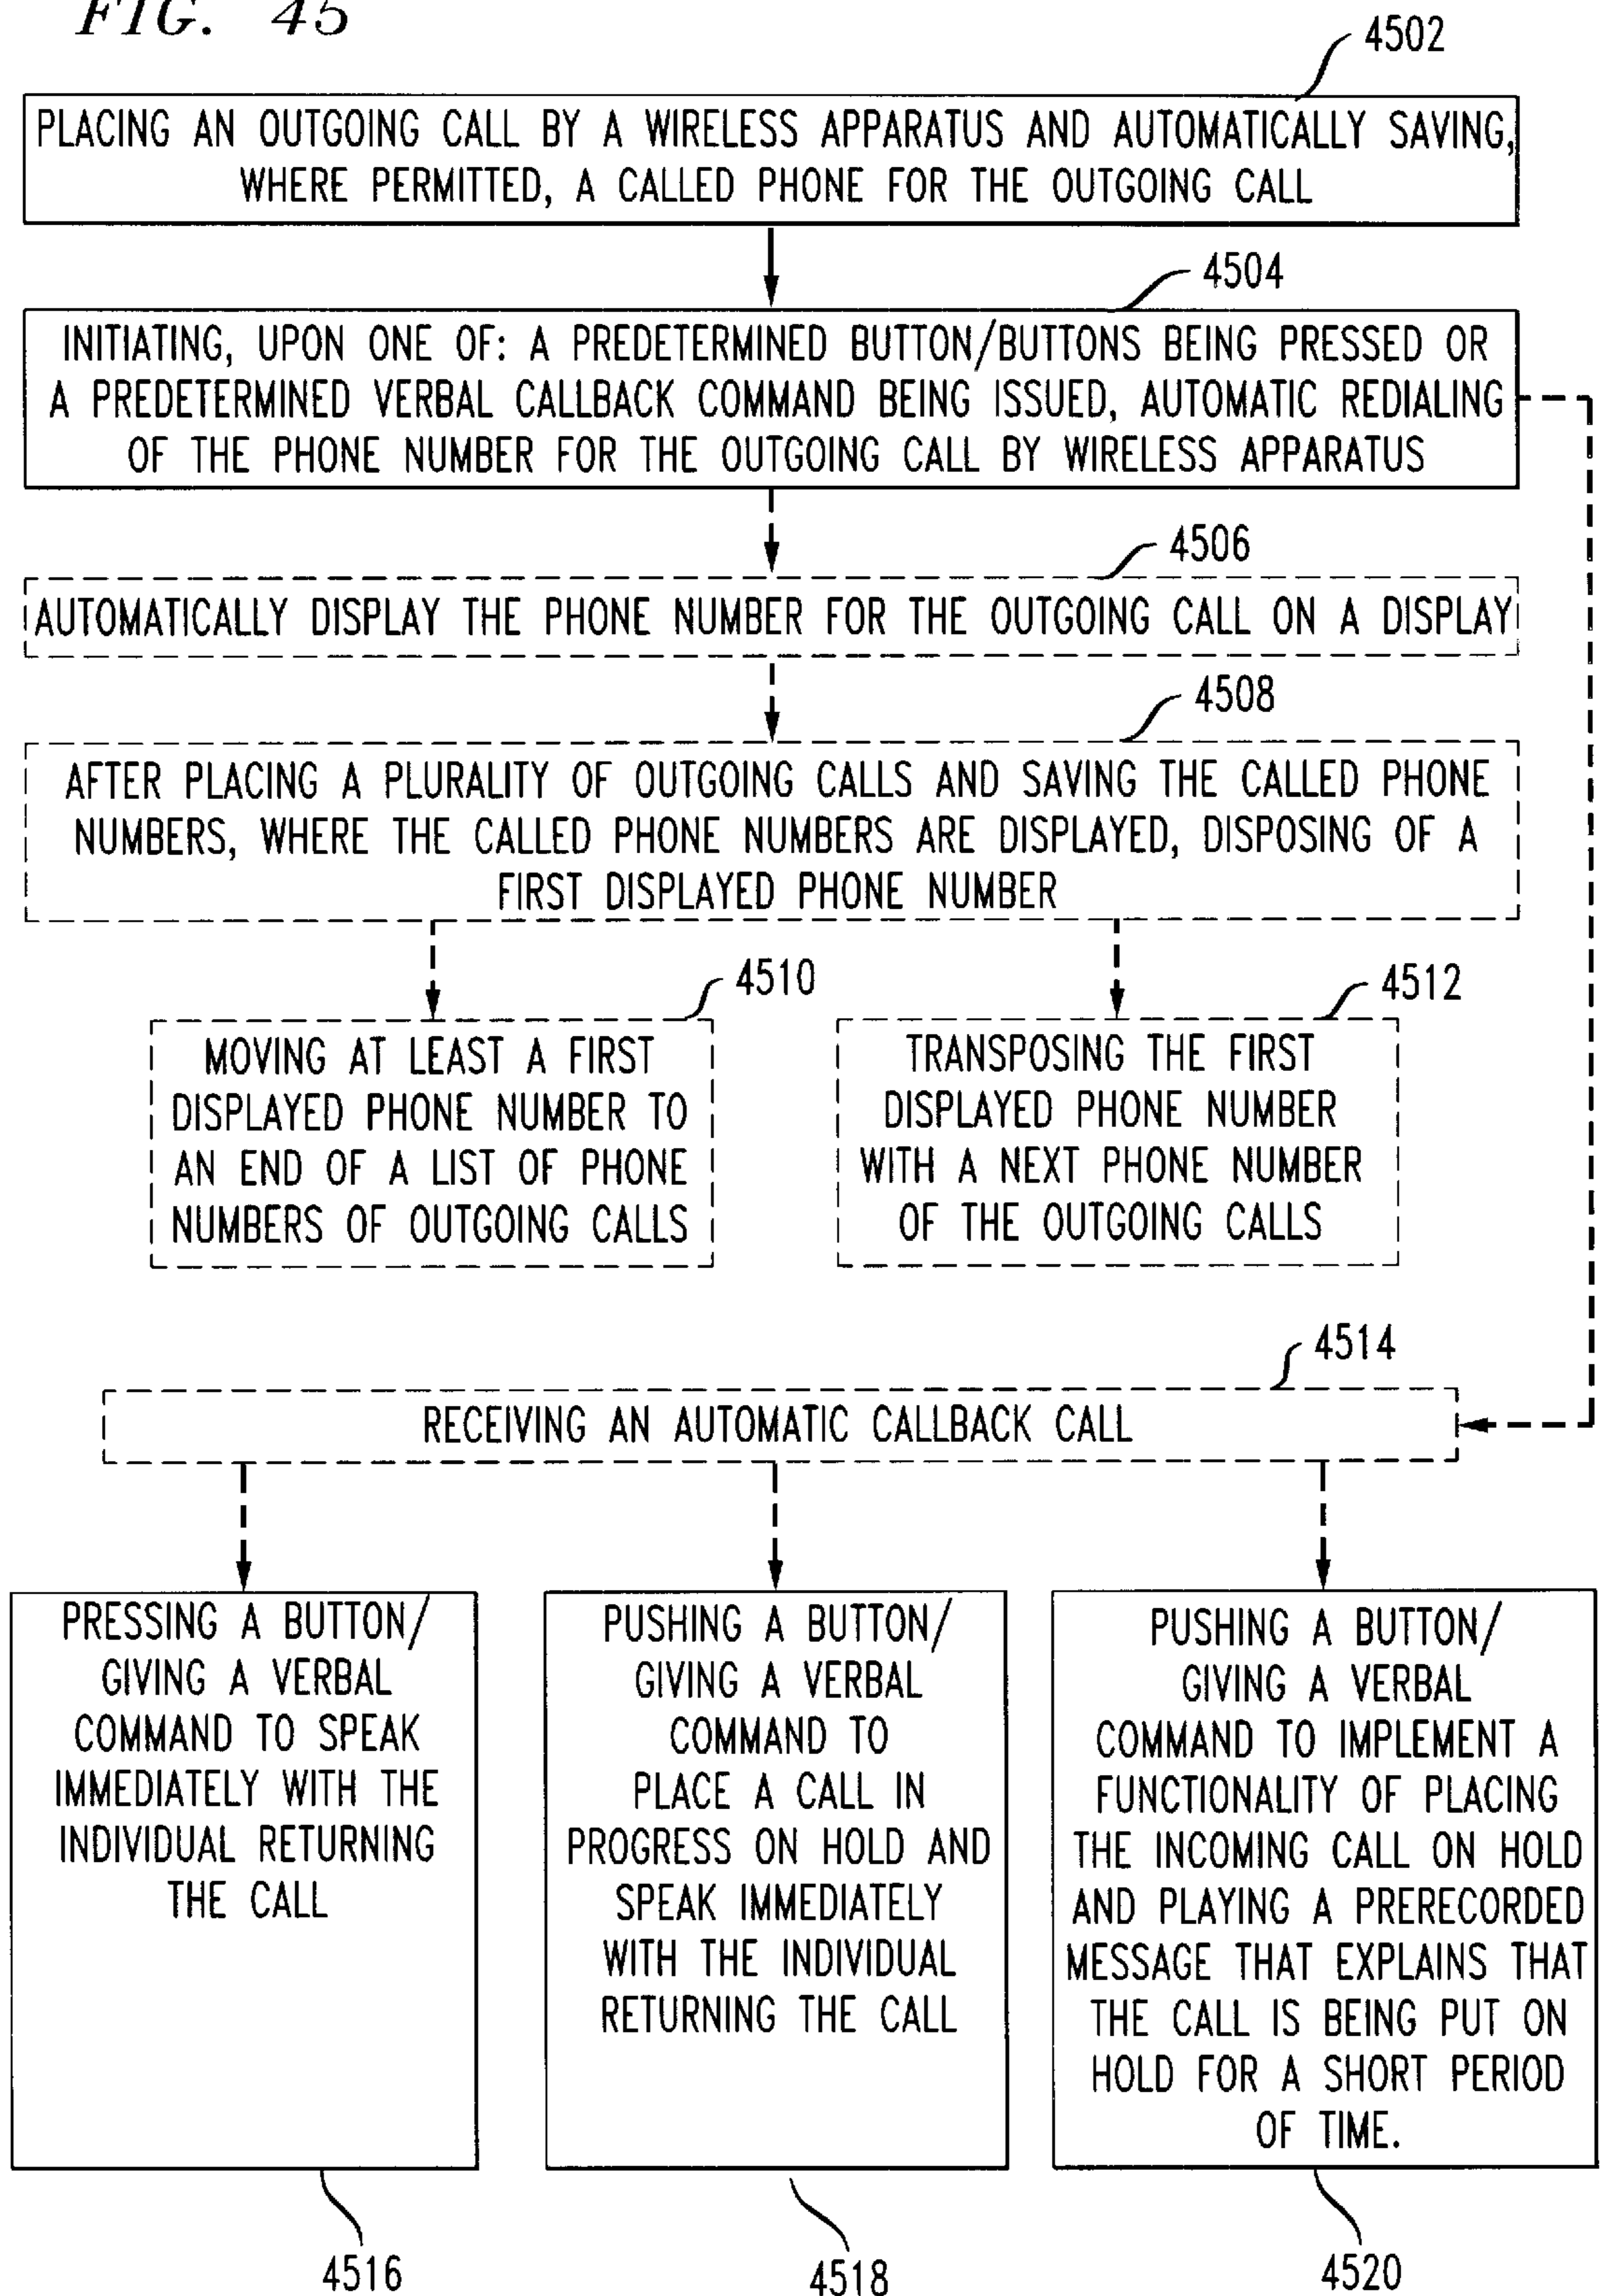 FIG. 45
4502
PLACING AN OUTGOING CALL BY A WIRELESS APPARATUS AND AUTOMATICALLY SAVING,
WHERE PERMITTED, A CALLED PHONE FOR THE OUTGOING CALL
4504
INITIATING, UPON ONE OF: A PREDETERMINED BUTTON/BUTTONS BEING PRESSED OR
A PREDETERMINED VERBAL CALLBACK COMMAND BEING ISSUED, AUTOMATIC REDIALING
OF THE PHONE NUMBER FOR THE OUTGOING CALL BY WIRELESS APPARATUS
4506
AUTOMATICALLY DISPLAY THE PHONE NUMBER FOR THE OUTGOING CALL ON A DISPLAY
4508
AFTER PLACING A PLURALITY OF OUTGOING CALLS AND SAVING THE CALLED PHONE
NUMBERS, WHERE THE CALLED PHONE NUMBERS ARE DISPLAYED, DISPOSING OF A
FIRST DISPLAYED PHONE NUMBER
4510
MOVING AT LEAST A FIRST
DISPLAYED PHONE NUMBER TO
AN END OF A LIST OF PHONE
NUMBERS OF OUTGOING CALLS
4512
TRANSPOSING THE FIRST
DISPLAYED PHONE NUMBER
WITH A NEXT PHONE NUMBER
OF THE OUTGOING CALLS
4514
RECEIVING AN AUTOMATIC CALLBACK CALL
PRESSING A BUTTON/
GIVING A VERBAL
COMMAND TO SPEAK
IMMEDIATELY WITH THE
INDIVIDUAL RETURNING
THE CALL
4516
PUSHING A BUTTON/
GIVING A VERBAL
COMMAND TO
PLACE A CALL IN
PROGRESS ON HOLD AND
SPEAK IMMEDIATELY
WITH THE INDIVIDUAL
RETURNING THE CALL
4518
PUSHING A BUTTON/
GIVING A VERBAL
COMMAND TO IMPLEMENT A
FUNCTIONALITY OF PLACING
THE INCOMING CALL ON HOLD
AND PLAYING A PRERECORDED
MESSAGE THAT EXPLAINS THAT
THE CALL IS BEING PUT ON
HOLD FOR A SHORT PERIOD
OF TIME.
4520